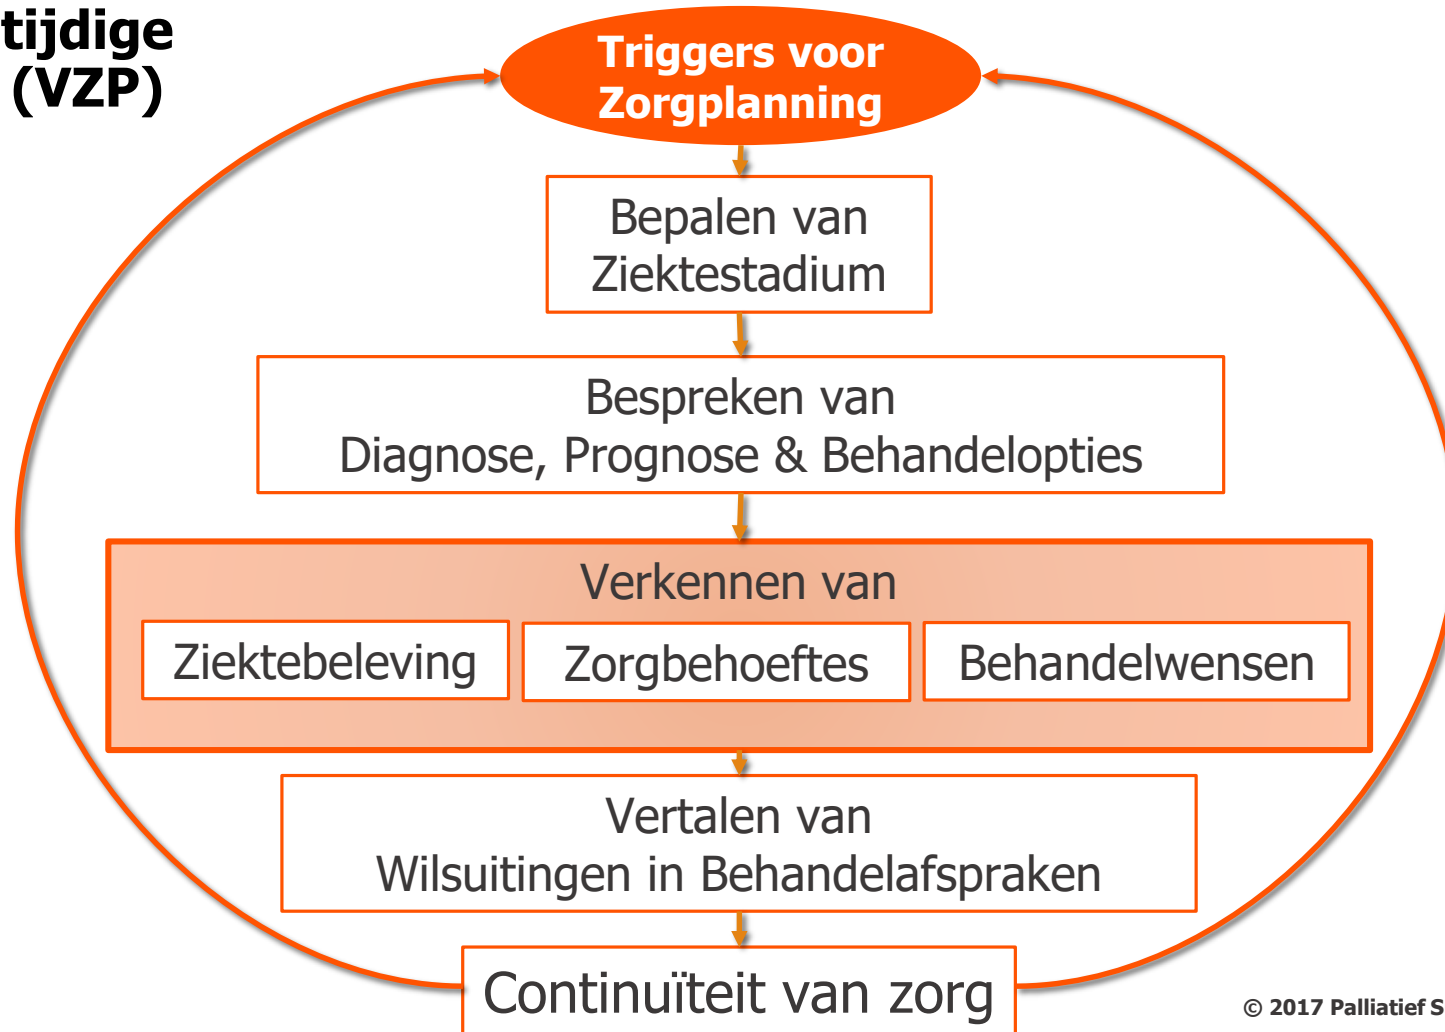 tijdige
(VZP)
Triggers voor
Zorgplanning
Bepalen van
Ziektestadium
Bespreken van
Diagnose, Prognose & Behandelopties
Verkennen van
Ziektebeleving
Zorgbehoeftes
Behandelwensen
Vertalen van
Wilsuitingen in Behandelafspraken
Continuïteit van zorg
© 2017 Palliatief S